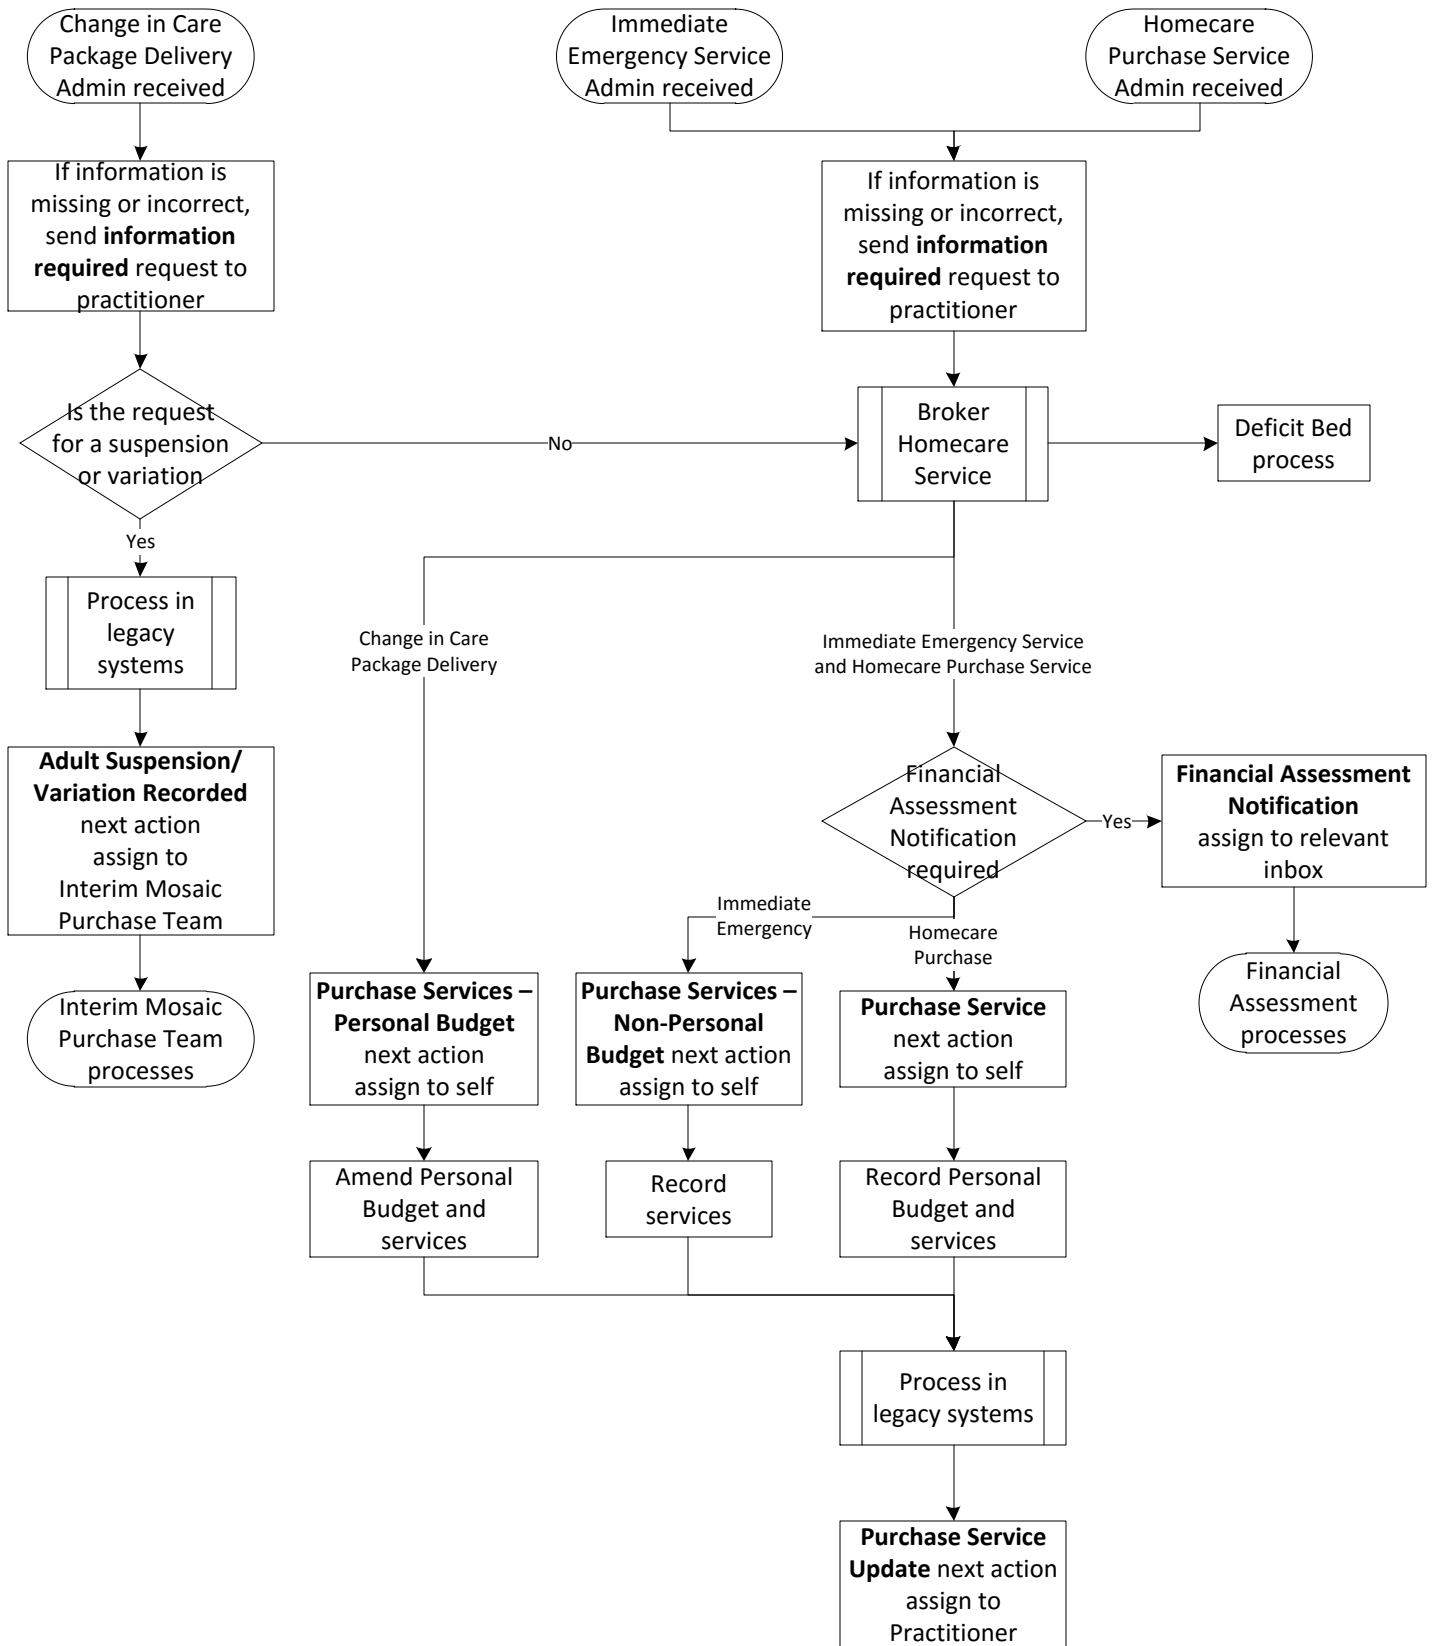 Change in Care
Package Delivery
Admin received
Immediate
Emergency Service
Admin received
Homecare
Purchase Service
Admin received
If information is
missing or incorrect,
send information
required request to
practitioner
If information is
missing or incorrect,
send information
required request to
practitioner
Is the request
for a suspension
or variation
No
Broker
Homecare
Service
Deficit Bed
process
Yes
Process in
legacy
systems
Change in Care
Package Delivery
Immediate Emergency Service
and Homecare Purchase Service
Adult Suspension/
Variation Recorded
next action
assign to
Interim Mosaic
Purchase Team
Financial
Assessment
Notification
required
Yes
Financial Assessment
Notification
assign to relevant
inbox
Immediate
Emergency
Homecare
Purchase
Interim Mosaic
Purchase Team
processes
Purchase Services –
Personal Budget
next action
assign to self
Purchase Services –
Non-Personal
Budget next action
assign to self
Purchase Service
next action
assign to self
Financial
Assessment
processes
Amend Personal
Budget and
services
Record
services
Record Personal
Budget and
services
Process in
legacy systems
Purchase Service
Update next action
assign to
Practitioner